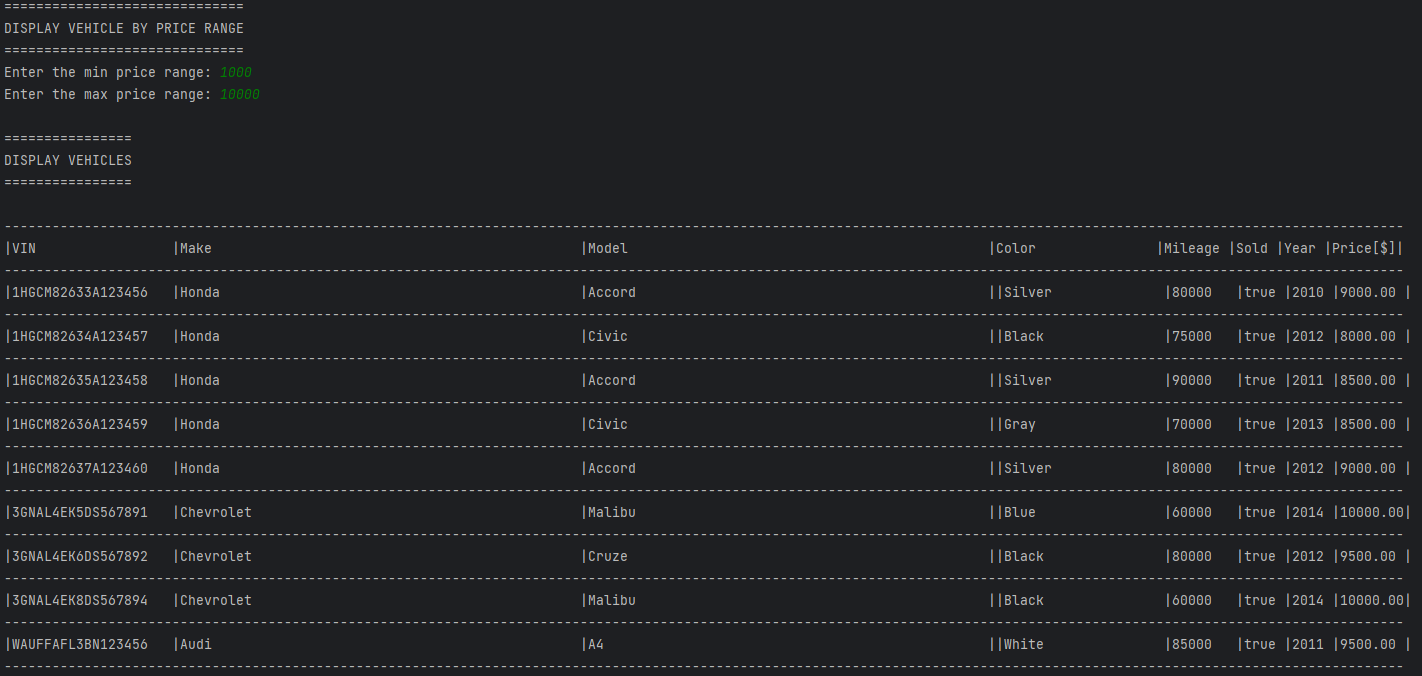 ==============================
DISPLAY VEHICLE BY PRICE RANGE
==============================
Enter the min price range: 1000
Enter the max price range: 10000
================
DISPLAY VEHICLES
================
-------------------------------------------------------------------------------------------------------------------------------------------------------------------------------
|VIN                 |Make                                              |Model                                             |Color               |Mileage |Sold |Year |Price[$]|
-------------------------------------------------------------------------------------------------------------------------------------------------------------------------------
|1HGCM82633A123456   |Honda                                             |Accord                                            ||Silver              |80000   |true |2010 |9000.00 |
-------------------------------------------------------------------------------------------------------------------------------------------------------------------------------
|1HGCM82634A123457   |Honda                                             |Civic                                             ||Black               |75000   |true |2012 |8000.00 |
-------------------------------------------------------------------------------------------------------------------------------------------------------------------------------
|1HGCM82635A123458   |Honda                                             |Accord                                            ||Silver              |90000   |true |2011 |8500.00 |
-------------------------------------------------------------------------------------------------------------------------------------------------------------------------------
|1HGCM82636A123459   |Honda                                             |Civic                                             ||Gray                |70000   |true |2013 |8500.00 |
-------------------------------------------------------------------------------------------------------------------------------------------------------------------------------
|1HGCM82637A123460   |Honda                                             |Accord                                            ||Silver              |80000   |true |2012 |9000.00 |
-------------------------------------------------------------------------------------------------------------------------------------------------------------------------------
|3GNAL4EK5DS567891   |Chevrolet                                         |Malibu                                            ||Blue                |60000   |true |2014 |10000.00|
-------------------------------------------------------------------------------------------------------------------------------------------------------------------------------
|3GNAL4EK6DS567892   |Chevrolet                                         |Cruze                                             ||Black               |80000   |true |2012 |9500.00 |
-------------------------------------------------------------------------------------------------------------------------------------------------------------------------------
|3GNAL4EK8DS567894   |Chevrolet                                         |Malibu                                            ||Black               |60000   |true |2014 |10000.00|
-------------------------------------------------------------------------------------------------------------------------------------------------------------------------------
|WAUFFAFL3BN123456   |Audi                                              |A4                                                ||White               |85000   |true |2011 |9500.00 |
-------------------------------------------------------------------------------------------------------------------------------------------------------------------------------